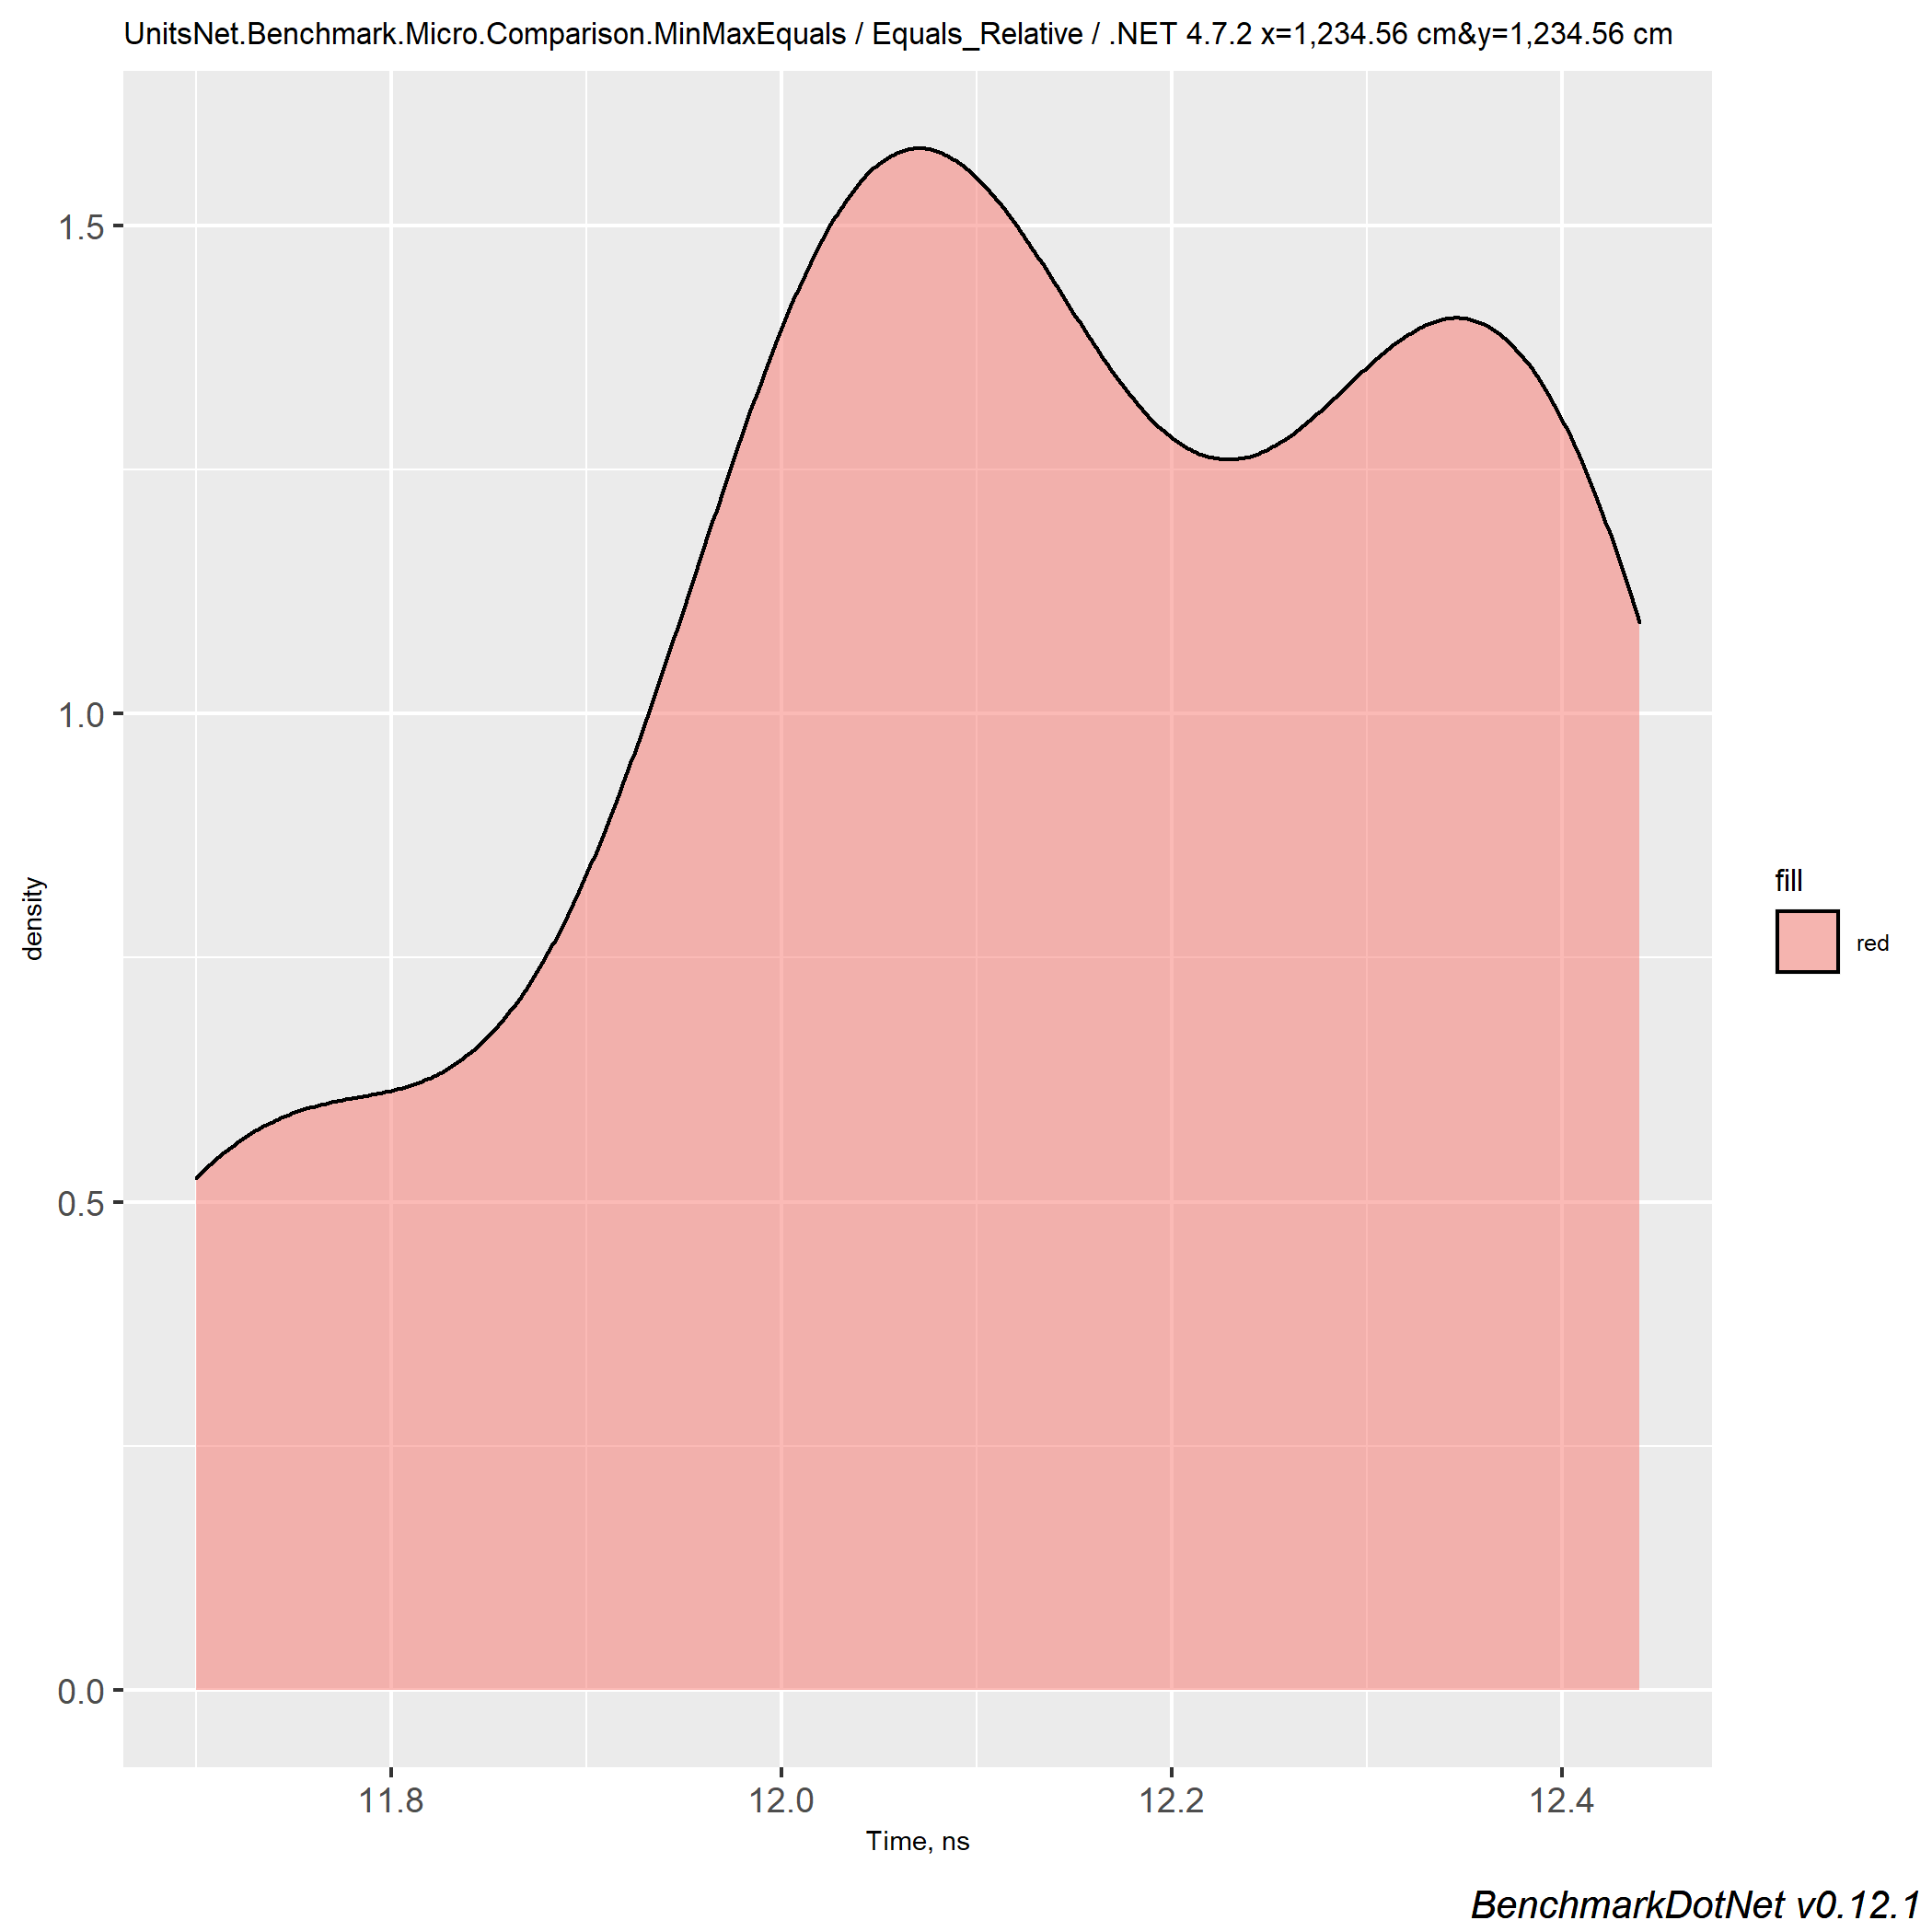 UnitsNet.Benchmark.Micro.Comparison.MinMaxEquals / Equals_Relative / .NET 4.7.2 x=1,234.56 cm&y=1,234.56 cm
1.5
1.0
0.5
0.0
density
11.8 12.0 12.2 12.4
Time, ns
fill
red
BenchmarkDotNet v0.12.1